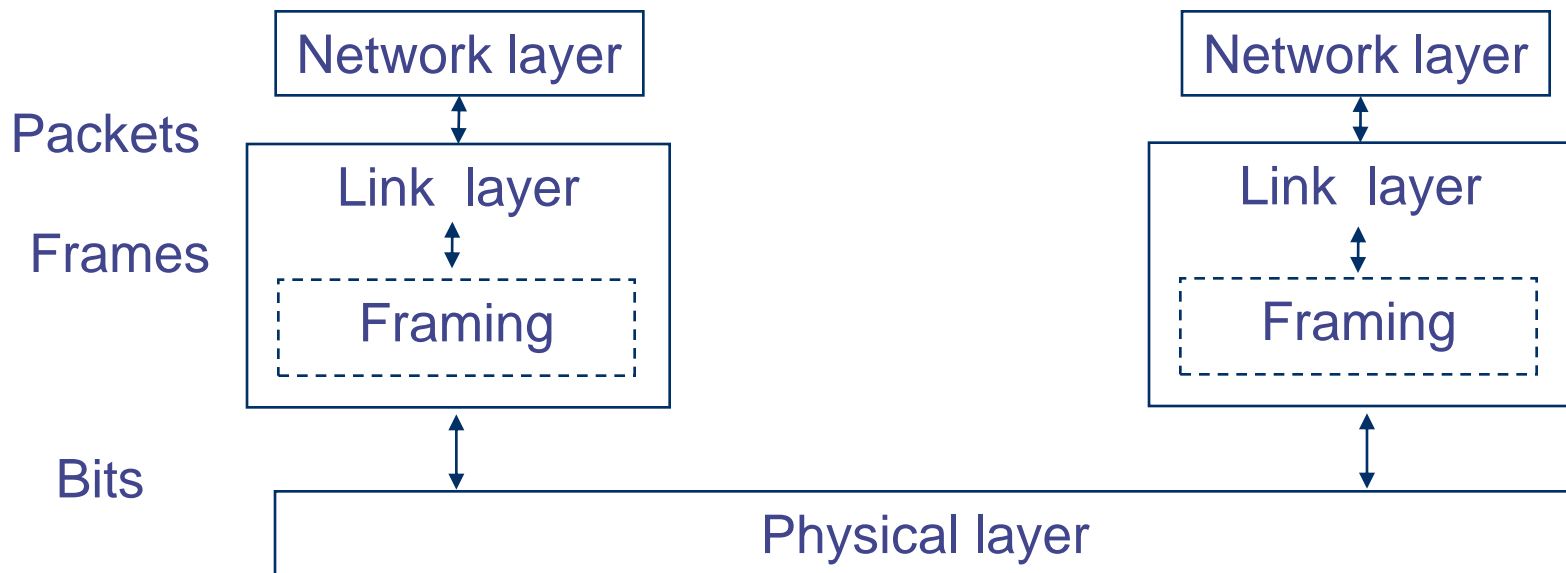 Network layer
Network layer
Packets
Link layer
Link layer
Frames
Framing
Framing
Bits
Physical layer